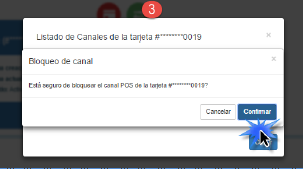 3
Listado de Canales de la tarjeta #********0019
×
Bloqueo de canal
×
Está seguro de bloquear el canal POS de la tarjeta #********0019?
Cancelar
Confirmar